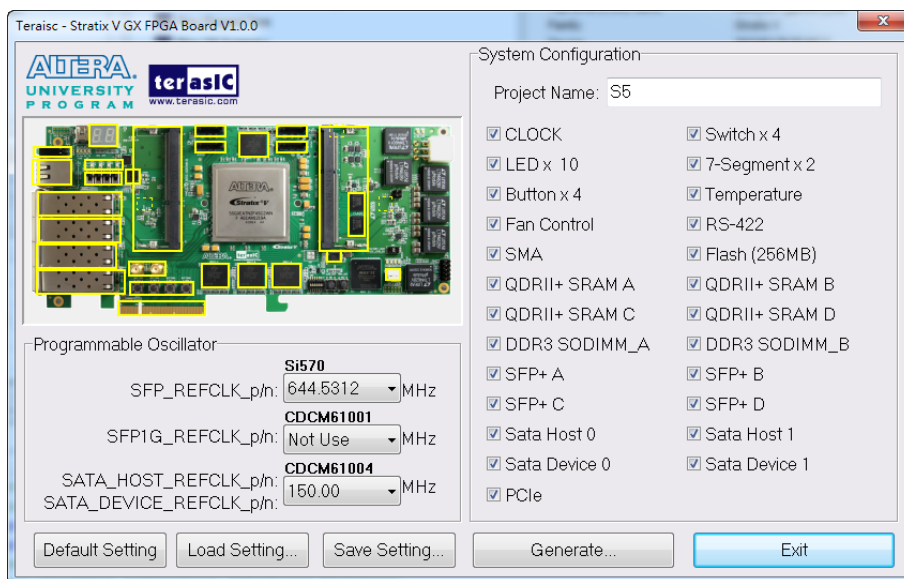 Teraisc - Stratix V GX FPGA Board V1.0.0
ALTERA.
UNIVERSITY
PROGRAM
terasIC
www.terasic.com
ALTERA
Stratix V
Programmable Oscillator
Si570
SFP_REFCLK_p/n: 644.5312 MHz
CDCM61001
SFP1G_REFCLK_p/n: Not Use MHz
CDCM61004
SATA_HOST_REFCLK_p/n: 150.00 MHz
SATA_DEVICE_REFCLK_p/n:
System Configuration
Project Name: S5
CLOCK Switch x 4
LED x 10 7-Segment x 2
Button x 4 Temperature
Fan Control RS-422
SMA Flash (256MB)
QDRII+ SRAM A QDRII+ SRAM B
QDRII+ SRAM C QDRII+ SRAM D
DDR3 SODIMM_A DDR3 SODIMM_B
SFP+ A SFP+ B
SFP+ C SFP+ D
Sata Host 0 Sata Host 1
Sata Device 0 Sata Device 1
PCIe
Default Setting Load Setting... Save Setting... Generate... Exit